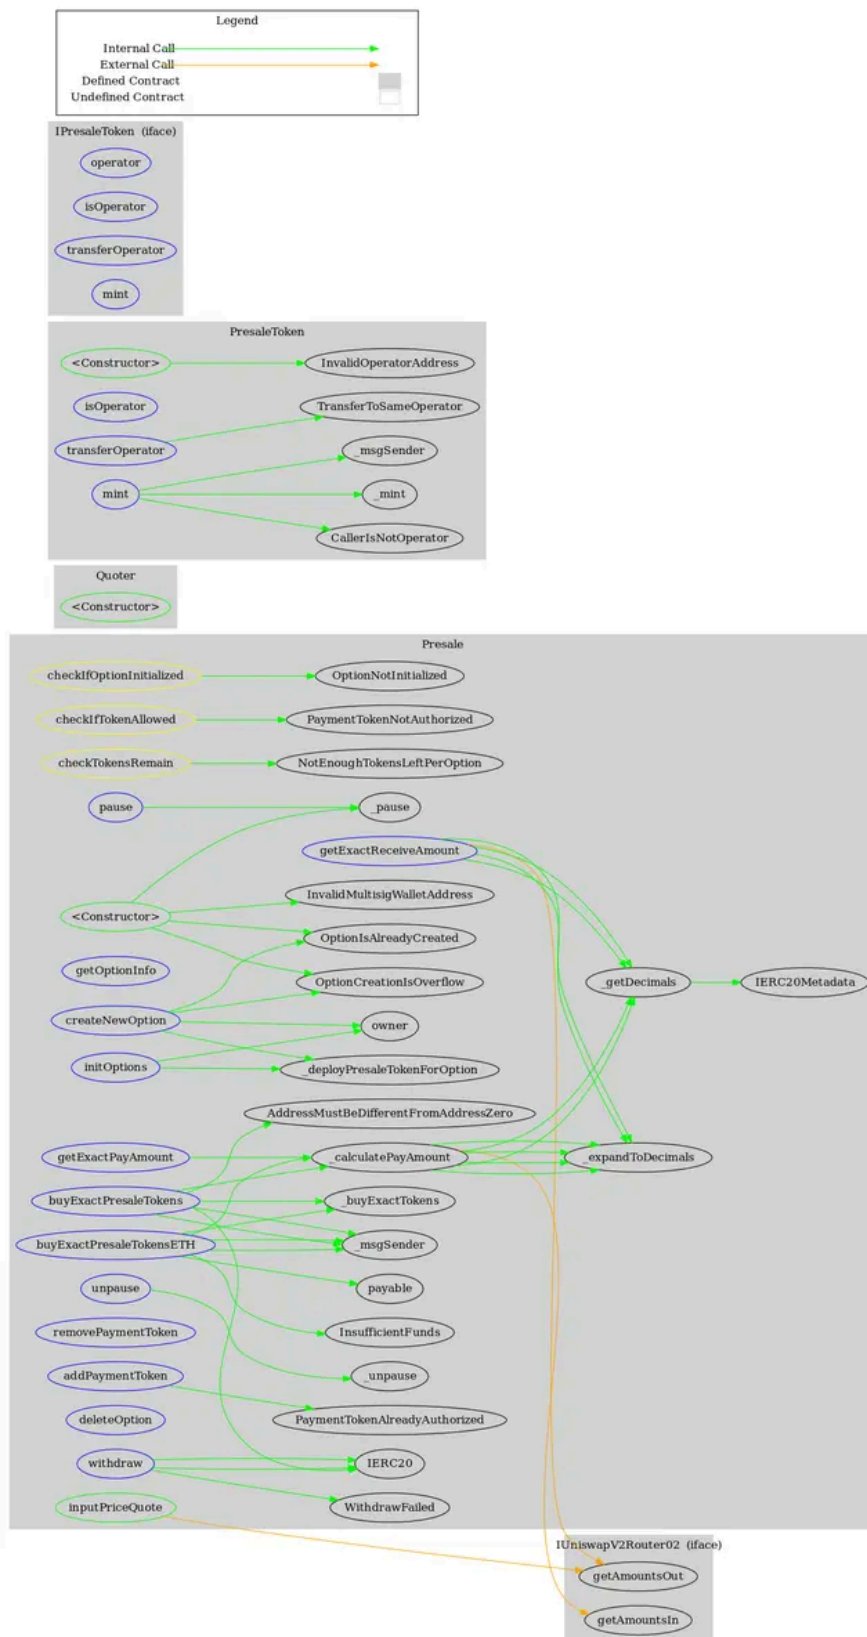 Legend
Internal Call
External Call
Defined Contract
Undefined Contract
IPresaleToken (iface)
operator
isOperator
transferOperator
mint
PresaleToken
<Constructor>
InvalidOperatorAddress
isOperator
TransferToSameOperator
transferOperator
_msgSender
mint
_mint
CallerIsNotOperator
Quoter
<Constructor>
Presale
checkIfOptionInitialized
OptionNotInitialized
checkIfTokenAllowed
PaymentTokenNotAuthorized
checkTokensRemain
NotEnoughTokensLeftPerOption
pause
_pause
getExactReceiveAmount
InvalidMultisigWalletAddress
<Constructor>
OptionIsAlreadyCreated
getOptionInfo
OptionCreationIsOverflow
_getDecimals
IERC20Metadata
createNewOption
owner
initOptions
_deployPresaleTokenForOption
AddressMustBeDifferentFromAddressZero
getExactPayAmount
_calculatePayAmount
_expandToDecimals
buyExactPresaleTokens
_buyExactTokens
buyExactPresaleTokensETH
_msgSender
unpause
payable
removePaymentToken
InsufficientFunds
addPaymentToken
_unpause
deleteOption
PaymentTokenAlreadyAuthorized
withdraw
IERC20
inputPriceQuote
WithdrawFailed
IUniswapV2Router02 (iface)
getAmountsOut
getAmountsIn